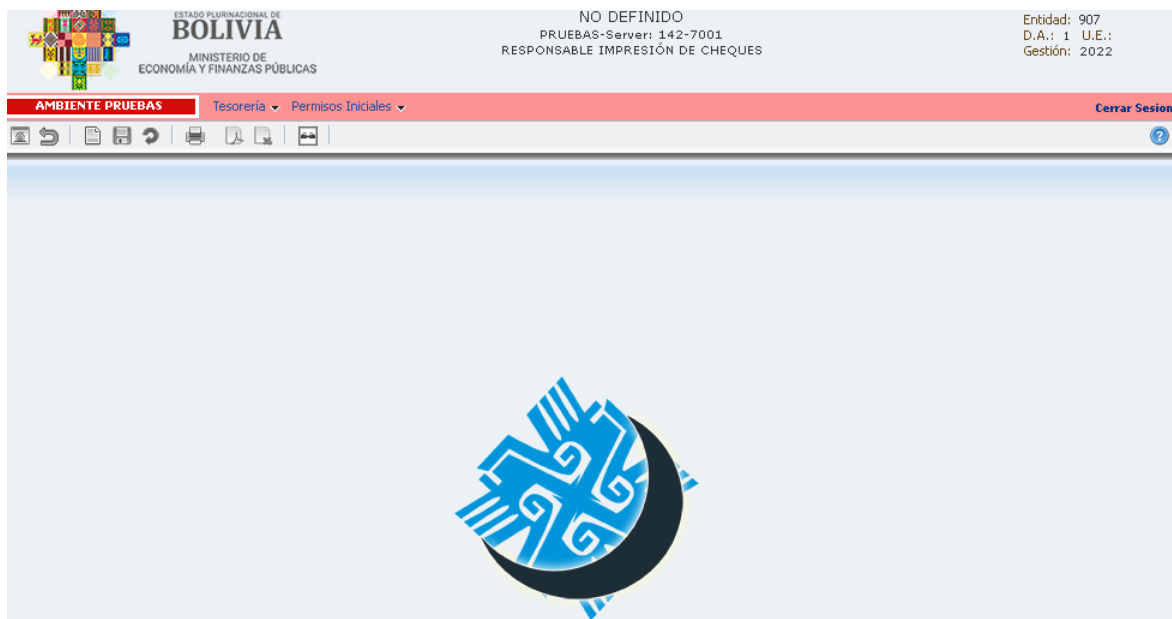 ESTADO PLURINACIONAL DE
BOLIVIA
MINISTERIO DE
ECONOMÍA Y FINANZAS PÚBLICAS
NO DEFINIDO
PRUEBAS-Server: 142-7001
RESPONSABLE IMPRESIÓN DE CHEQUES
Entidad: 907
D.A.: 1 U.E.:
Gestión: 2022
AMBIENTE PRUEBAS Tesorería Permisos Iniciales Cerrar Sesion